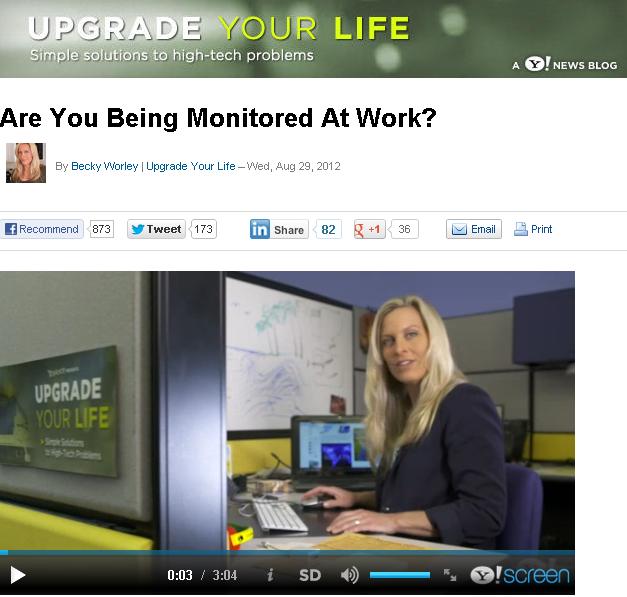 UPGRADE YOUR LIFE
Simple solutions to high-tech problems
A Y! NEWS BLOG
Are You Being Monitored At Work?
By Becky Worley | Upgrade Your Life – Wed, Aug 29, 2012
Recommend 873 Tweet 173 in Share 82 g +1 36 Email Print
UPGRADE
YOUR LIFE
Simple Solutions
to High-Tech Problems
0:03 / 3:04 i SD Y! screen